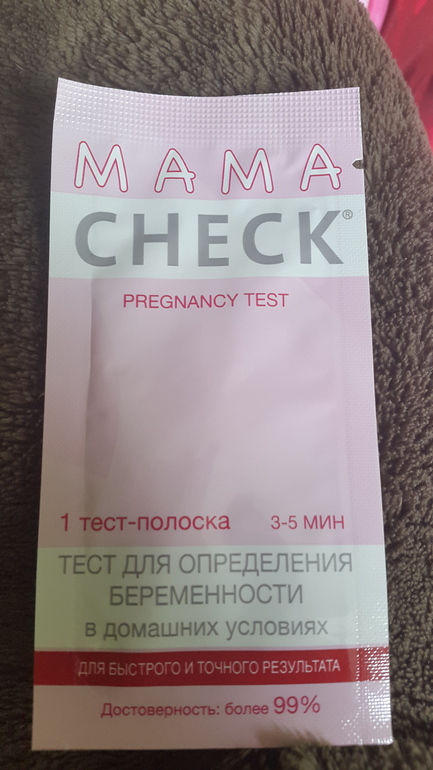 MAMA
CHECK®
PREGNANCY TEST
1 тест-полоска 3-5 МИН
ТЕСТ ДЛЯ ОПРЕДЕЛЕНИЯ
БЕРЕМЕННОСТИ
в домашних условиях
ДЛЯ БЫСТРОГО И ТОЧНОГО РЕЗУЛЬТАТА
Достоверность: более 99%